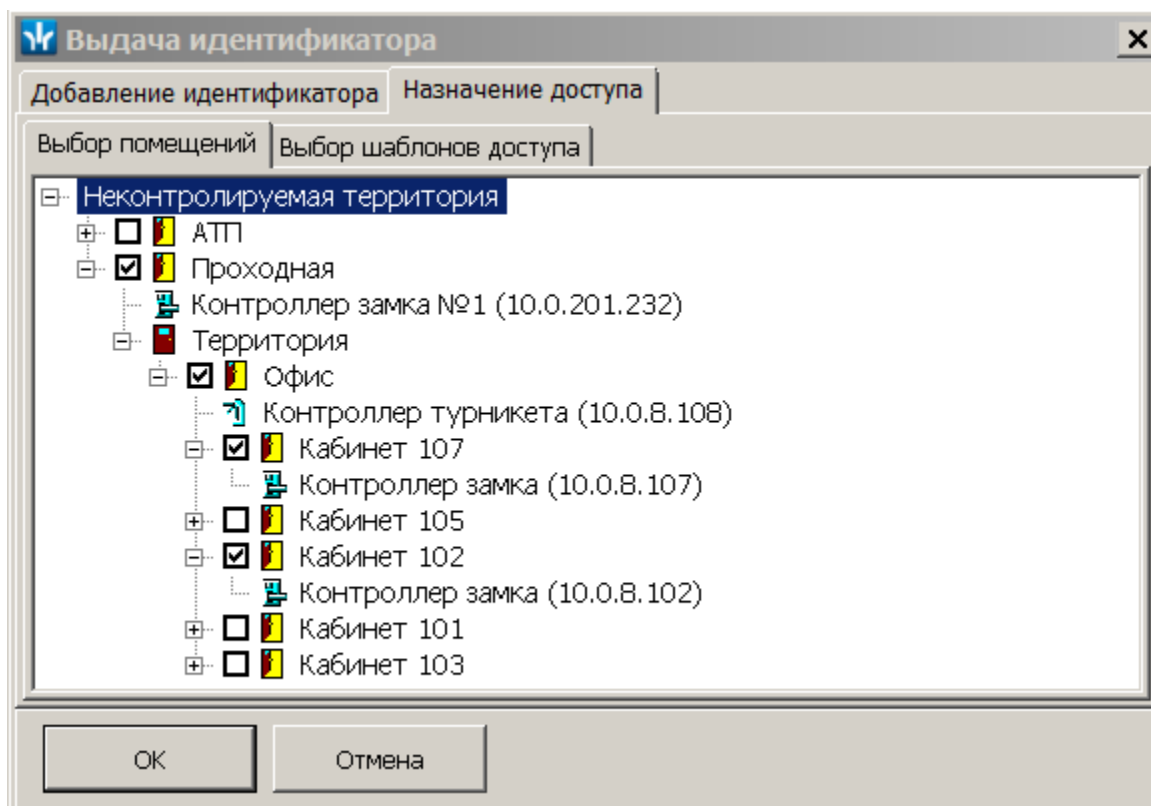 Выдача идентификатора
Добавление идентификатора Назначение доступа
Выбор помещений Выбор шаблонов доступа
Неконтролируемая территория
АТП
Проходная
Контроллер замка №1 (10.0.201.232)
Территория
Офис
Контроллер турникета (10.0.8.108)
Кабинет 107
Контроллер замка (10.0.8.107)
Кабинет 105
Кабинет 102
Контроллер замка (10.0.8.102)
Кабинет 101
Кабинет 103
ОК Отмена